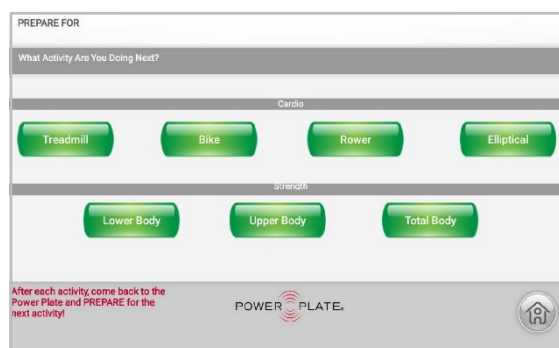 PREPARE FOR
What Activity Are You Doing Next?
Cardio
Treadmill
Bike
Rower
Elliptical
Strength
Lower Body
Upper Body
Total Body
After each activity, come back to the
Power Plate and PREPARE for the
next activity!
POWER PLATE.